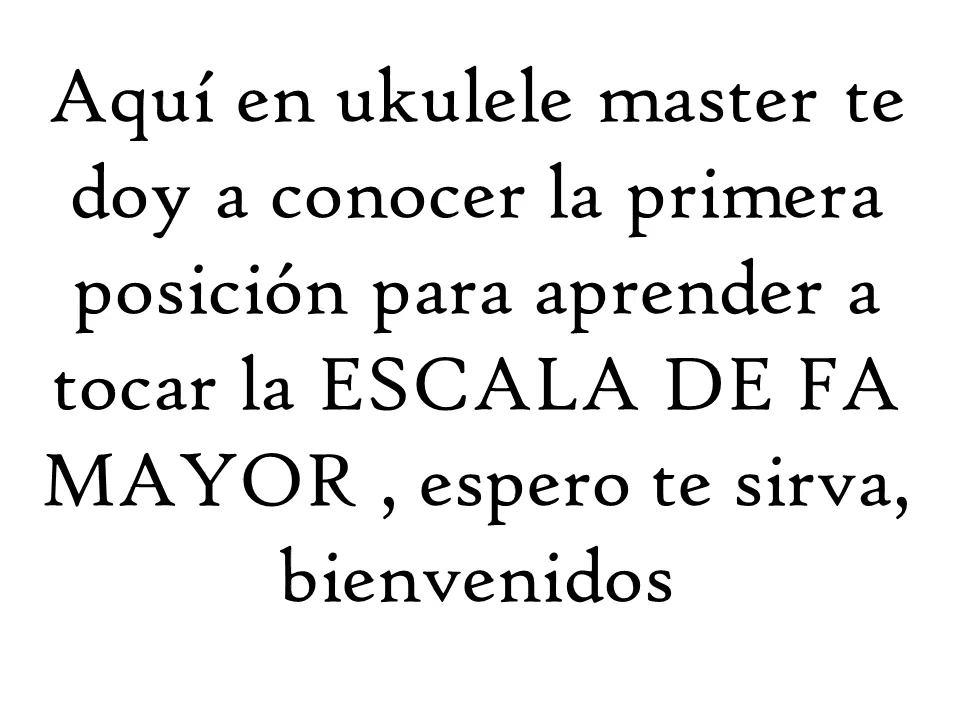 Aquí en ukulele master te
doy a conocer la primera
posición para aprender a
tocar la ESCALA DE FA
MAYOR , espero te sirva,
bienvenidos